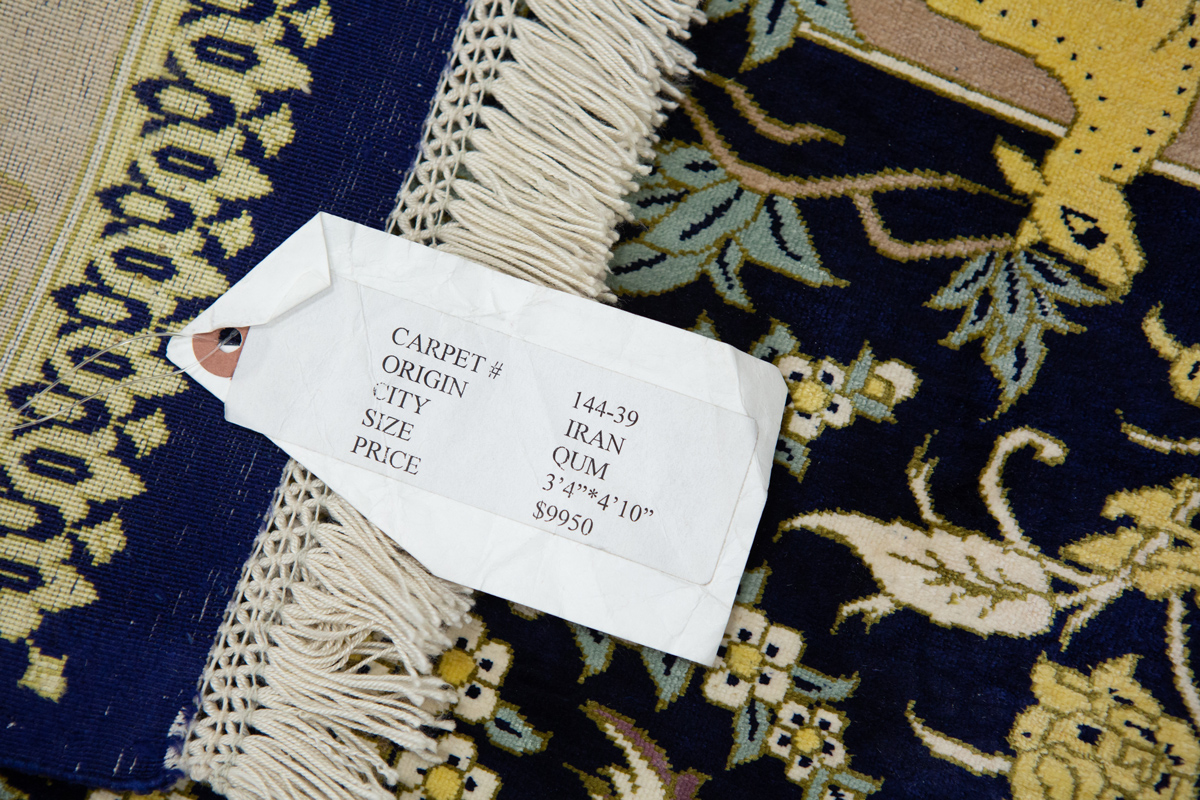 CARPET # 144-39
ORIGIN IRAN
CITY QUM
SIZE 3'4”*4'10”
PRICE $9950